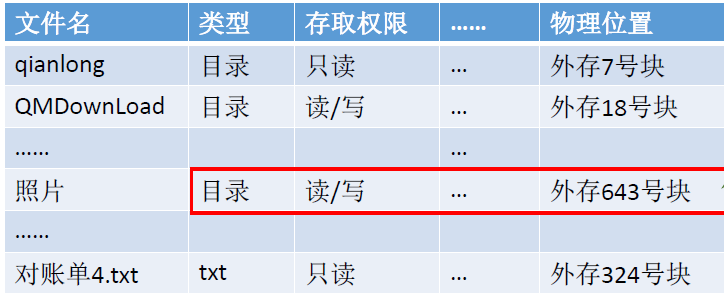 文件名 类型 存取权限 …… 物理位置
qianlong 目录 只读 … 外存7号块
QMDownLoad 目录 读/写 … 外存18号块
…… …
照片 目录 读/写 … 外存643号块
…… …
对账单4.txt txt 只读 … 外存324号块